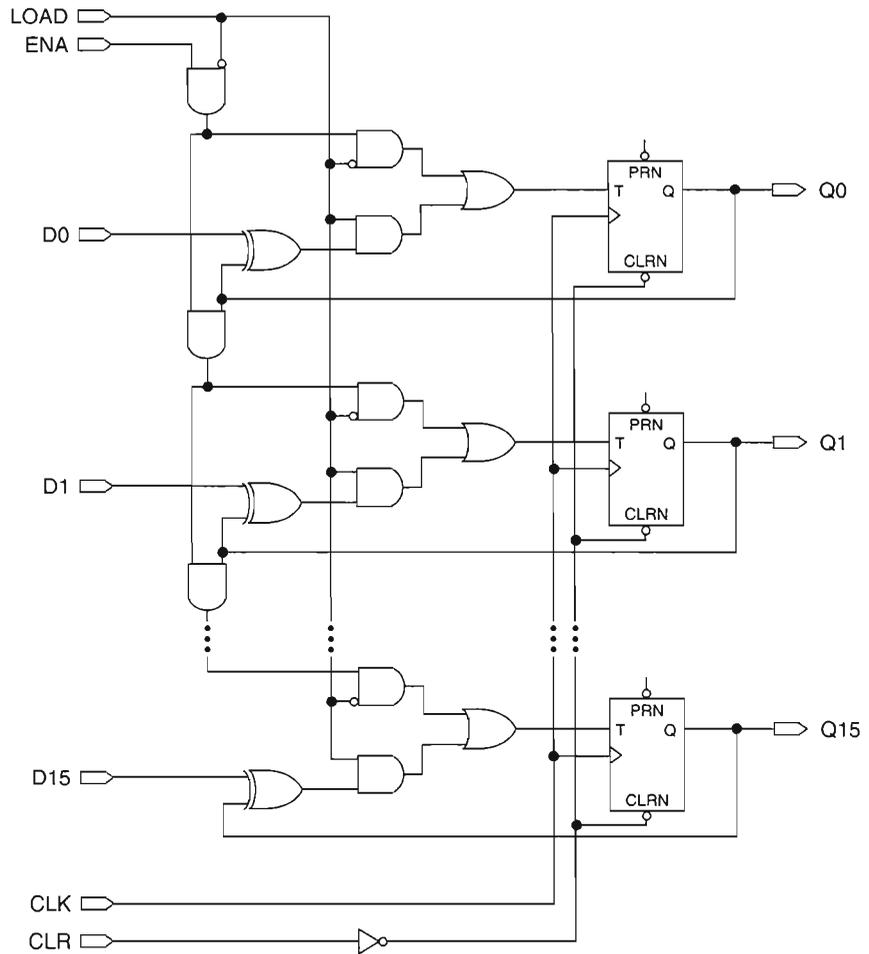 LOAD
ENA
PRN
T Q
Q0
D0
CLRN
PRN
T Q
Q1
D1
CLRN
PRN
T Q
Q15
D15
CLRN
CLK
CLR